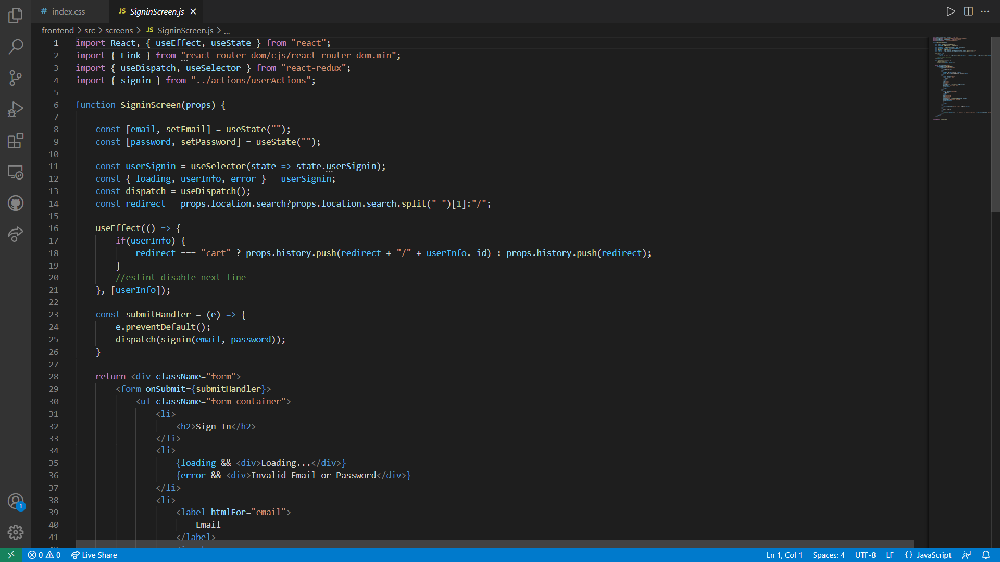 # index.css
JS SigninScreen.js
frontend > src > screens > JS SigninScreen.js > ...
1 import React, { useEffect, useState } from "react";
2 import { Link } from "react-router-dom/cjs/react-router-dom.min";
3 import { useDispatch, useSelector } from "react-redux";
4 import { signin } from "../actions/userActions";
5
6 function SigninScreen(props) {
7
8     const [email, setEmail] = useState("");
9     const [password, setPassword] = useState("");
10
11     const userSignin = useSelector(state => state.userSignin);
12     const { loading, userInfo, error } = userSignin;
13     const dispatch = useDispatch();
14     const redirect = props.location.search?props.location.search.split("=")[1]:"/";
15
16     useEffect(() => {
17         if(userInfo) {
18             redirect === "cart" ? props.history.push(redirect + "/" + userInfo._id) : props.history.push(redirect);
19         }
20         //eslint-disable-next-line
21     }, [userInfo]);
22
23     const submitHandler = (e) => {
24         e.preventDefault();
25         dispatch(signin(email, password));
26     }
27
28     return <div className="form">
29         <form onSubmit={submitHandler}>
30             <ul className="form-container">
31                 <li>
32                     <h2>Sign-In</h2>
33                 </li>
34                 <li>
35                     {loading && <div>Loading...</div>}
36                     {error && <div>Invalid Email or Password</div>}
37                 </li>
38                 <li>
39                     <label htmlFor="email">
40                         Email
41                     </label>
1
0 0 Live Share Ln 1, Col 1 Spaces: 4 UTF-8 LF {} JavaScript